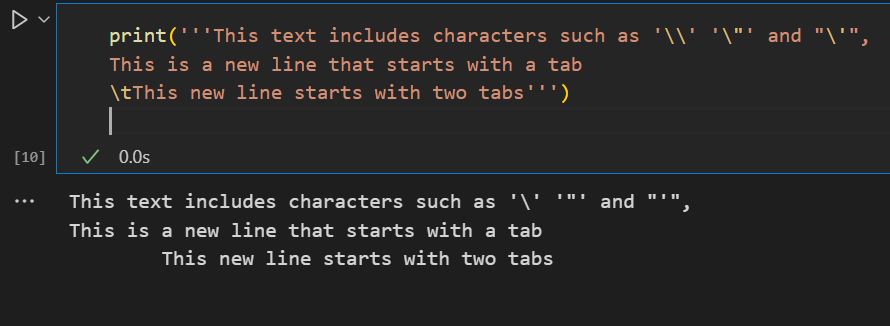 print('''This text includes characters such as '\\' '\"' and "\'",
This is a new line that starts with a tab
\tThis new line starts with two tabs''')
[10]
0.0s
This text includes characters such as '\' '"' and "'",
This is a new line that starts with a tab
        This new line starts with two tabs